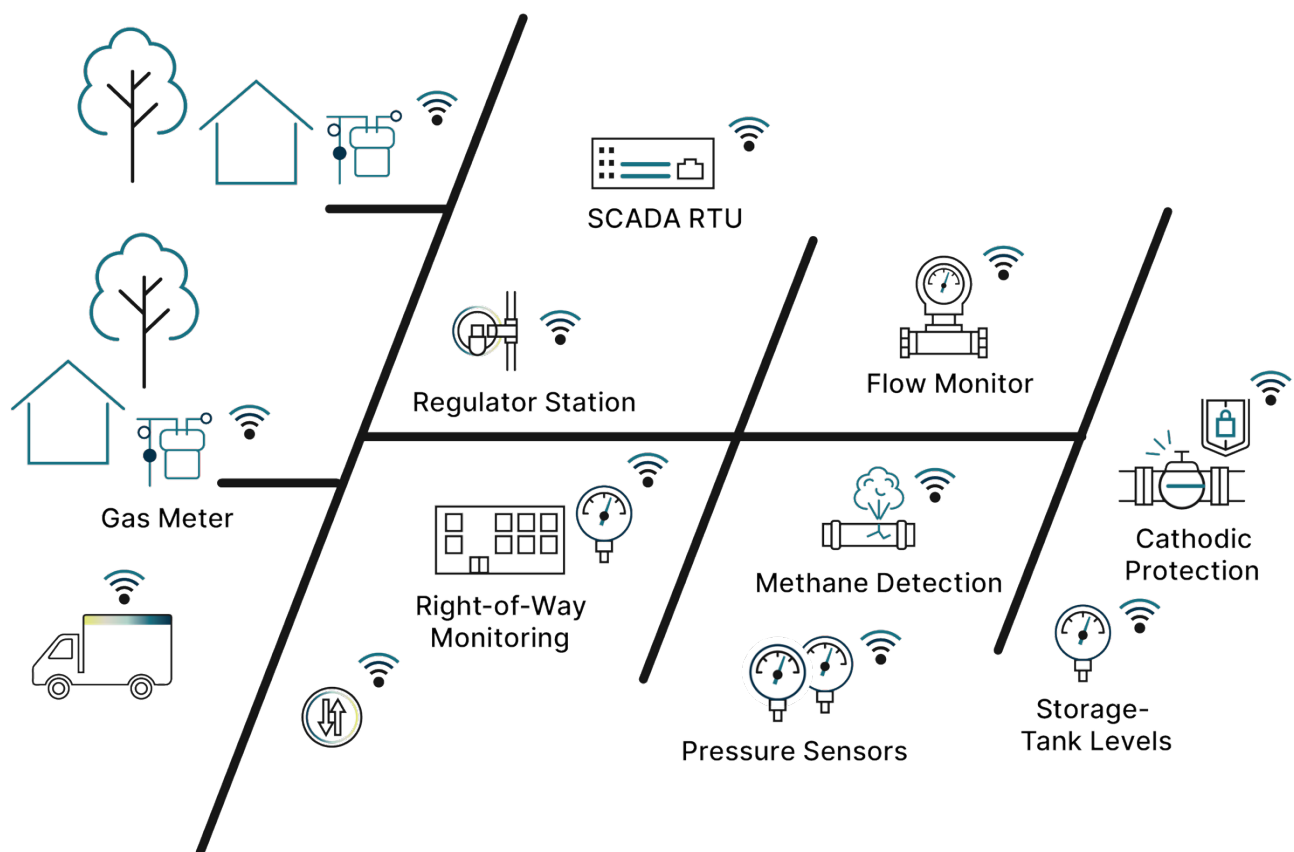 SCADA RTU
Flow Monitor
Regulator Station
Gas Meter
Cathodic
Protection
Methane Detection
Right-of-Way
Monitoring
Storage-
Tank Levels
Pressure Sensors